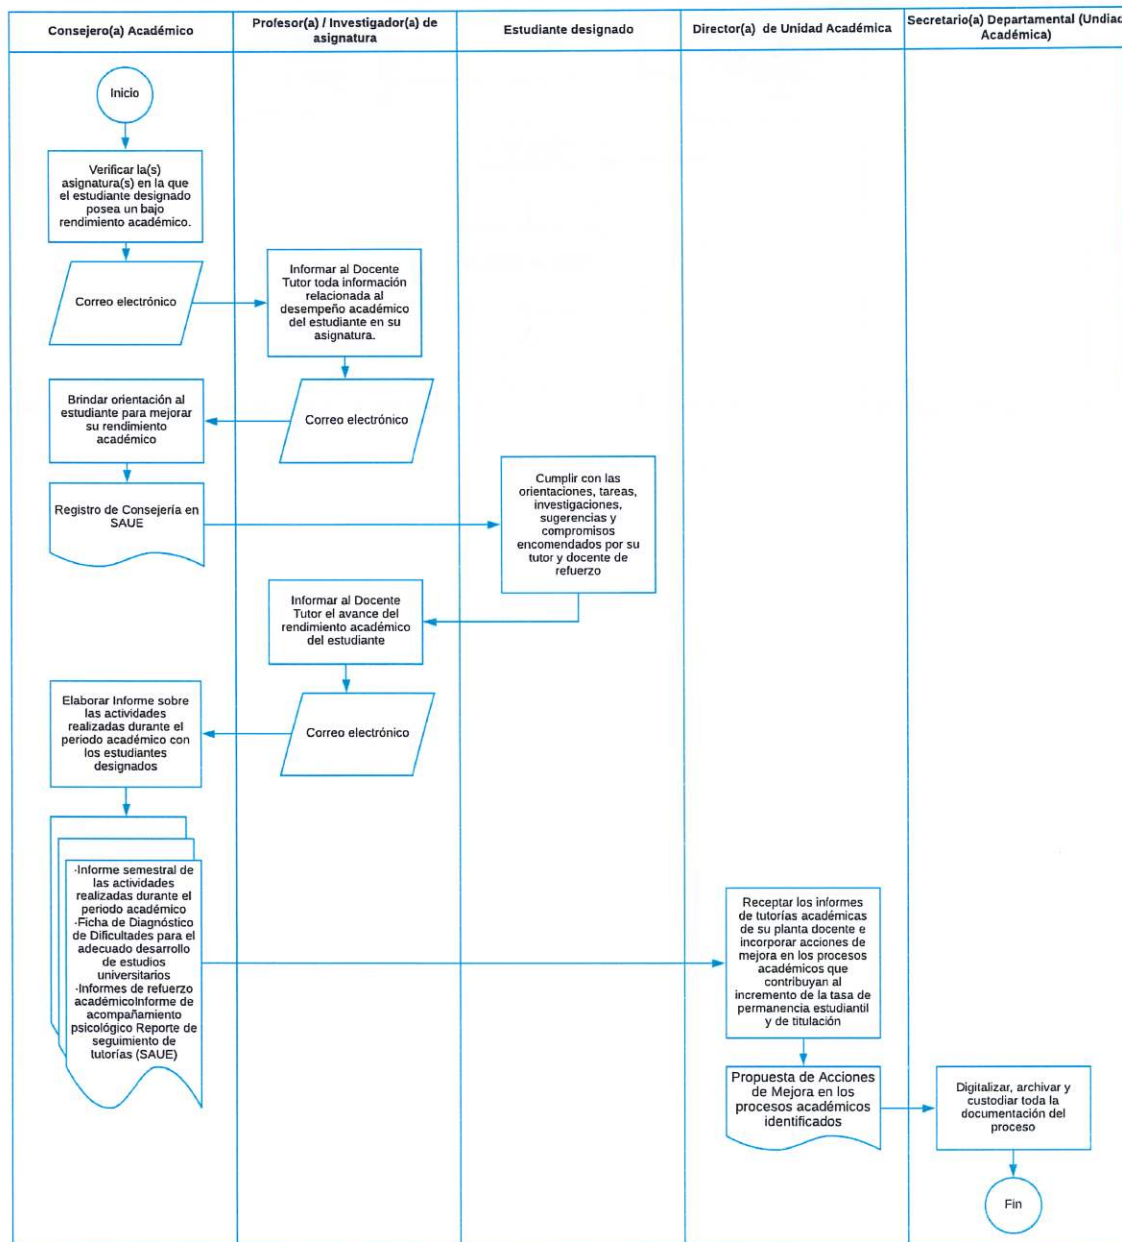 Consejero(a) Académico
Profesor(a) / Investigador(a) de
asignatura
Estudiante designado
Director(a) de Unidad Académica
Secretario(a) Departamental (Undiad
Académica)
Inicio
Verificar la(s)
asignatura(s) en la que
el estudiante designado
posea un bajo
rendimiento académico.
Correo electrónico
Informar al Docente
Tutor toda información
relacionada al
desempeño académico
del estudiante en su
asignatura.
Correo electrónico
Brindar orientación al
estudiante para mejorar
su rendimiento
académico
Registro de Consejería en
SAUE
Cumplir con las
orientaciones, tareas,
investigaciones,
sugerencias y
compromisos
encomendados por su
tutor y docente de
refuerzo
Informar al Docente
Tutor el avance del
rendimiento académico
del estudiante
Correo electrónico
Elaborar Informe sobre
las actividades
realizadas durante el
periodo académico con
los estudiantes
designados
·Informe semestral de
las actividades
realizadas durante el
periodo académico
·Ficha de Diagnóstico
de Dificultades para el
adecuado desarrollo
de estudios
universitarios
·Informes de refuerzo
académicoInforme de
acompañamiento
psicológico Reporte de
seguimiento de
tutorías (SAUE)
Receptar los informes
de tutorías académicas
de su planta docente e
incorporar acciones de
mejora en los procesos
académicos que
contribuyan al
incremento de la tasa de
permanencia estudiantil
y de titulación
Propuesta de Acciones
de Mejora en los
procesos académicos
identificados
Digitalizar, archivar y
custodiar toda la
documentación del
proceso
Fin